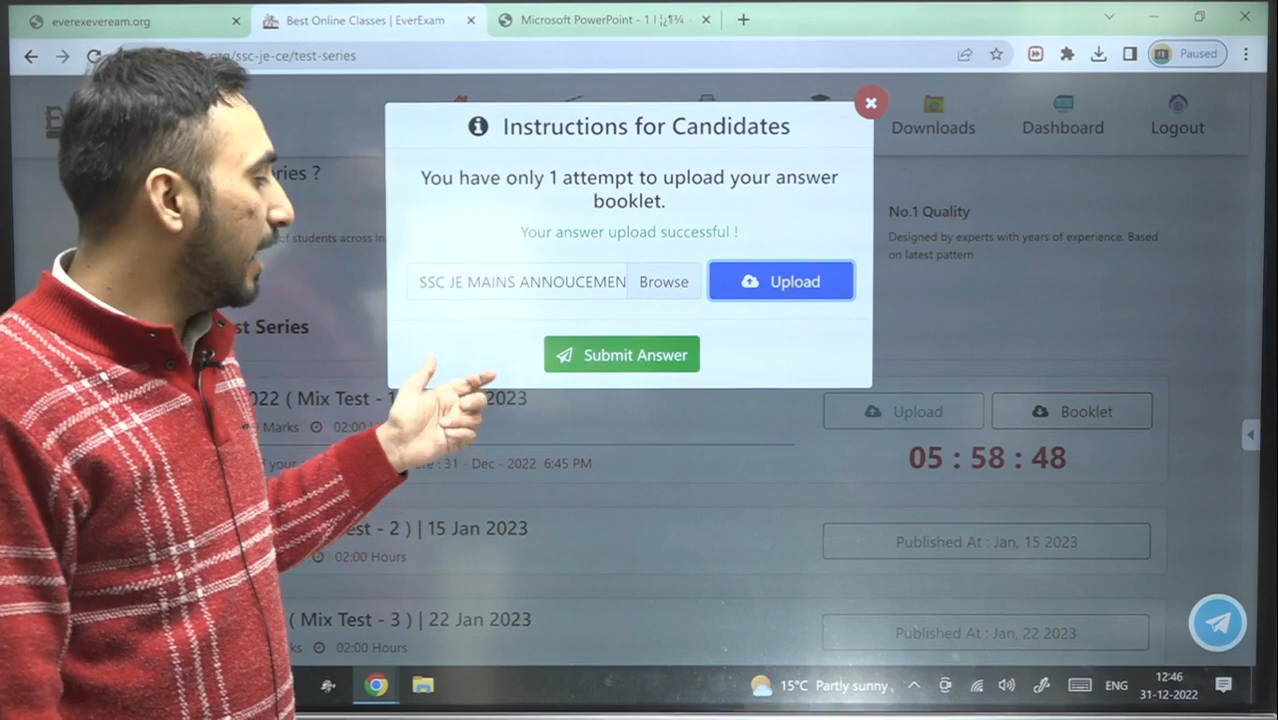 everexeveream.org
Best Online Classes | EverExam
Microsoft PowerPoint - 1
.org/ssc-je-ce/test-series
Paused
Downloads
Dashboard
Logout
Instructions for Candidates
You have only 1 attempt to upload your answer
booklet.
Your answer upload successful !
SSC JE MAINS ANNOUCEMEN
Browse
Upload
Submit Answer
ries ?
of students across In
No.1 Quality
Designed by experts with years of experience. Based
on latest pattern
st Series
022 ( Mix Test - 1
2023
Marks
02:00
Upload
Booklet
your
31 - Dec - 2022 6:45 PM
05 : 58 : 48
est - 2 ) | 15 Jan 2023
02:00 Hours
Published At : Jan, 15 2023
( Mix Test - 3 ) | 22 Jan 2023
ks
02:00 Hours
Published At : Jan, 22 2023
15°C Partly sunny
ENG
12:46
31-12-2022